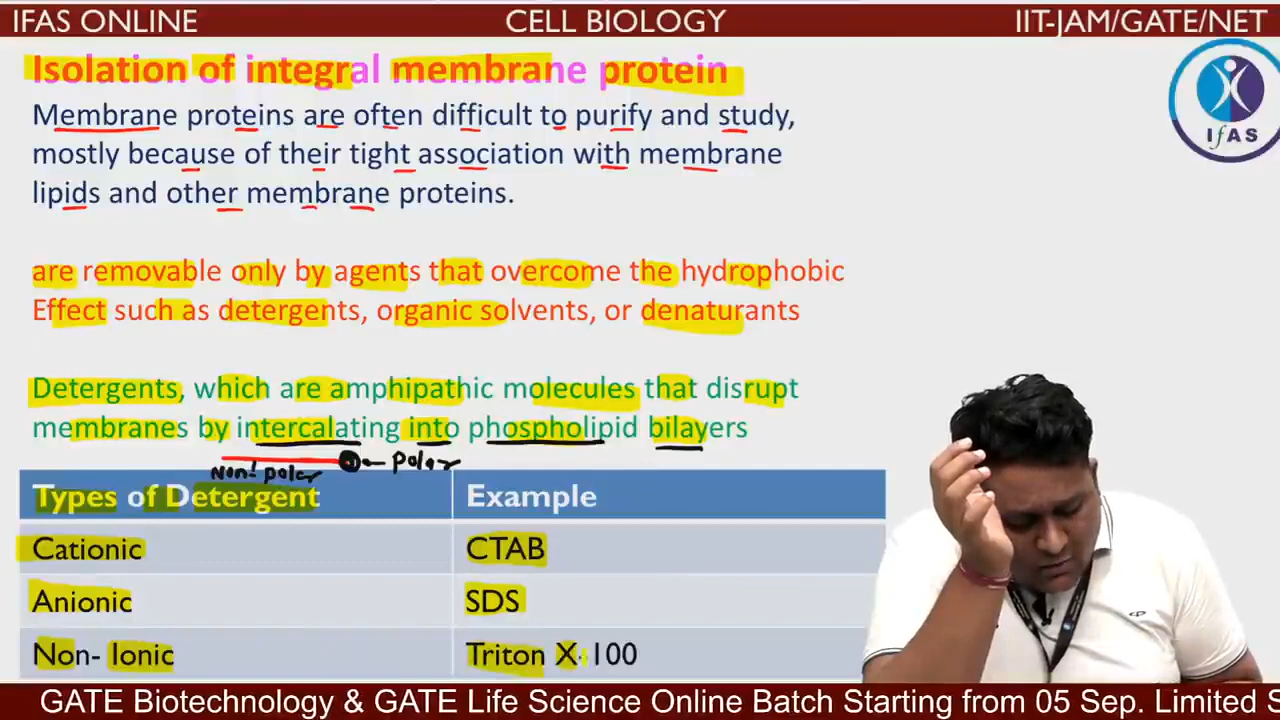 IFAS ONLINE CELL BIOLOGY IIT-JAM/GATE/NET
Isolation of integral membrane protein
Membrane proteins are often difficult to purify and study,
mostly because of their tight association with membrane
lipids and other membrane proteins.
IfAS
are removable only by agents that overcome the hydrophobic
Effect such as detergents, organic solvents, or denaturants
Detergents, which are amphipathic molecules that disrupt
membranes by intercalating into phospholipid bilayers
Non! polar polar
Types of Detergent Example
Cationic CTAB
Anionic SDS
Non- Ionic Triton X-100
GATE Biotechnology & GATE Life Science Online Batch Starting from 05 Sep. Limited S